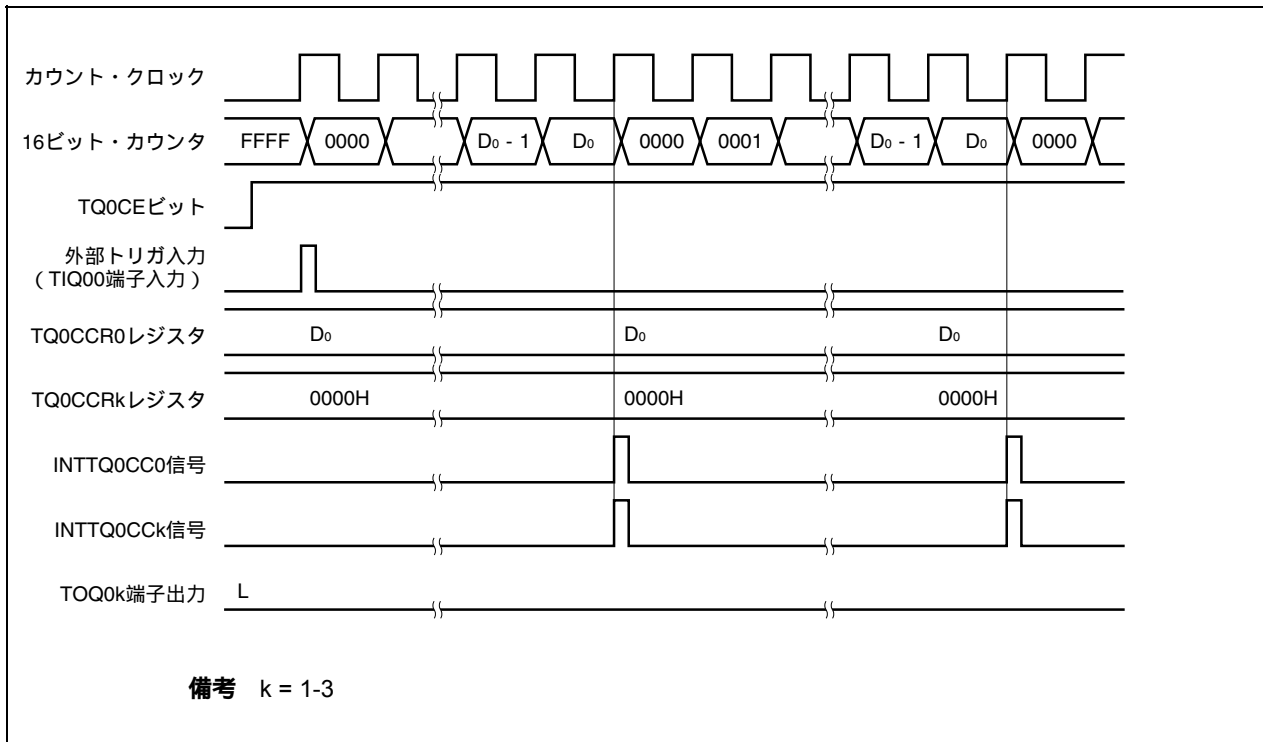 カウント・クロック
16ビット・カウンタ FFFF 0000 D0 - 1 D0 0000 0001 D0 - 1 D0 0000
TQ0CEビット
外部トリガ入力
（TIQ00端子入力）
TQ0CCR0レジスタ D0 D0 D0
TQ0CCRkレジスタ 0000H 0000H 0000H
INTTQ0CC0信号
INTTQ0CCk信号
TOQ0k端子出力 L
備考 k = 1-3